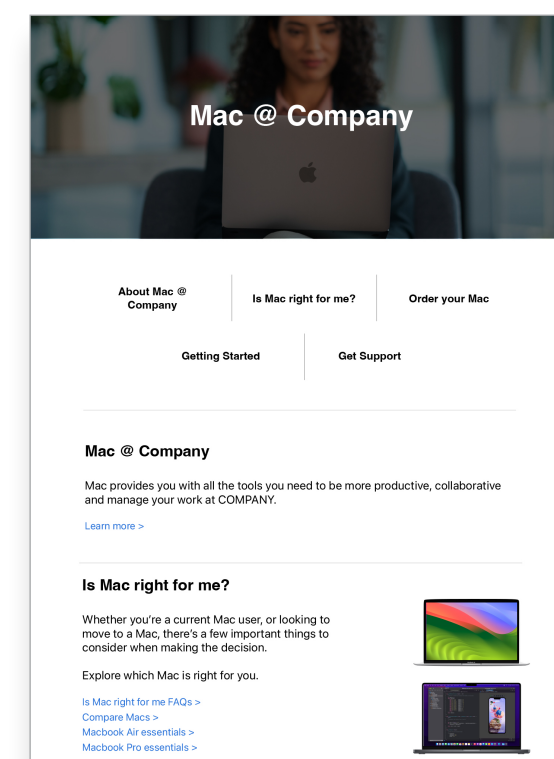 Mac @ Company
About Mac @
Company
Is Mac right for me?
Order your Mac
Getting Started
Get Support
Mac @ Company
Mac provides you with all the tools you need to be more productive, collaborative
and manage your work at COMPANY.
Learn more >
Is Mac right for me?
Whether you’re a current Mac user, or looking to
move to a Mac, there’s a few important things to
consider when making the decision.
Explore which Mac is right for you.
Is Mac right for me FAQs >
Compare Macs >
Macbook Air essentials >
Macbook Pro essentials >